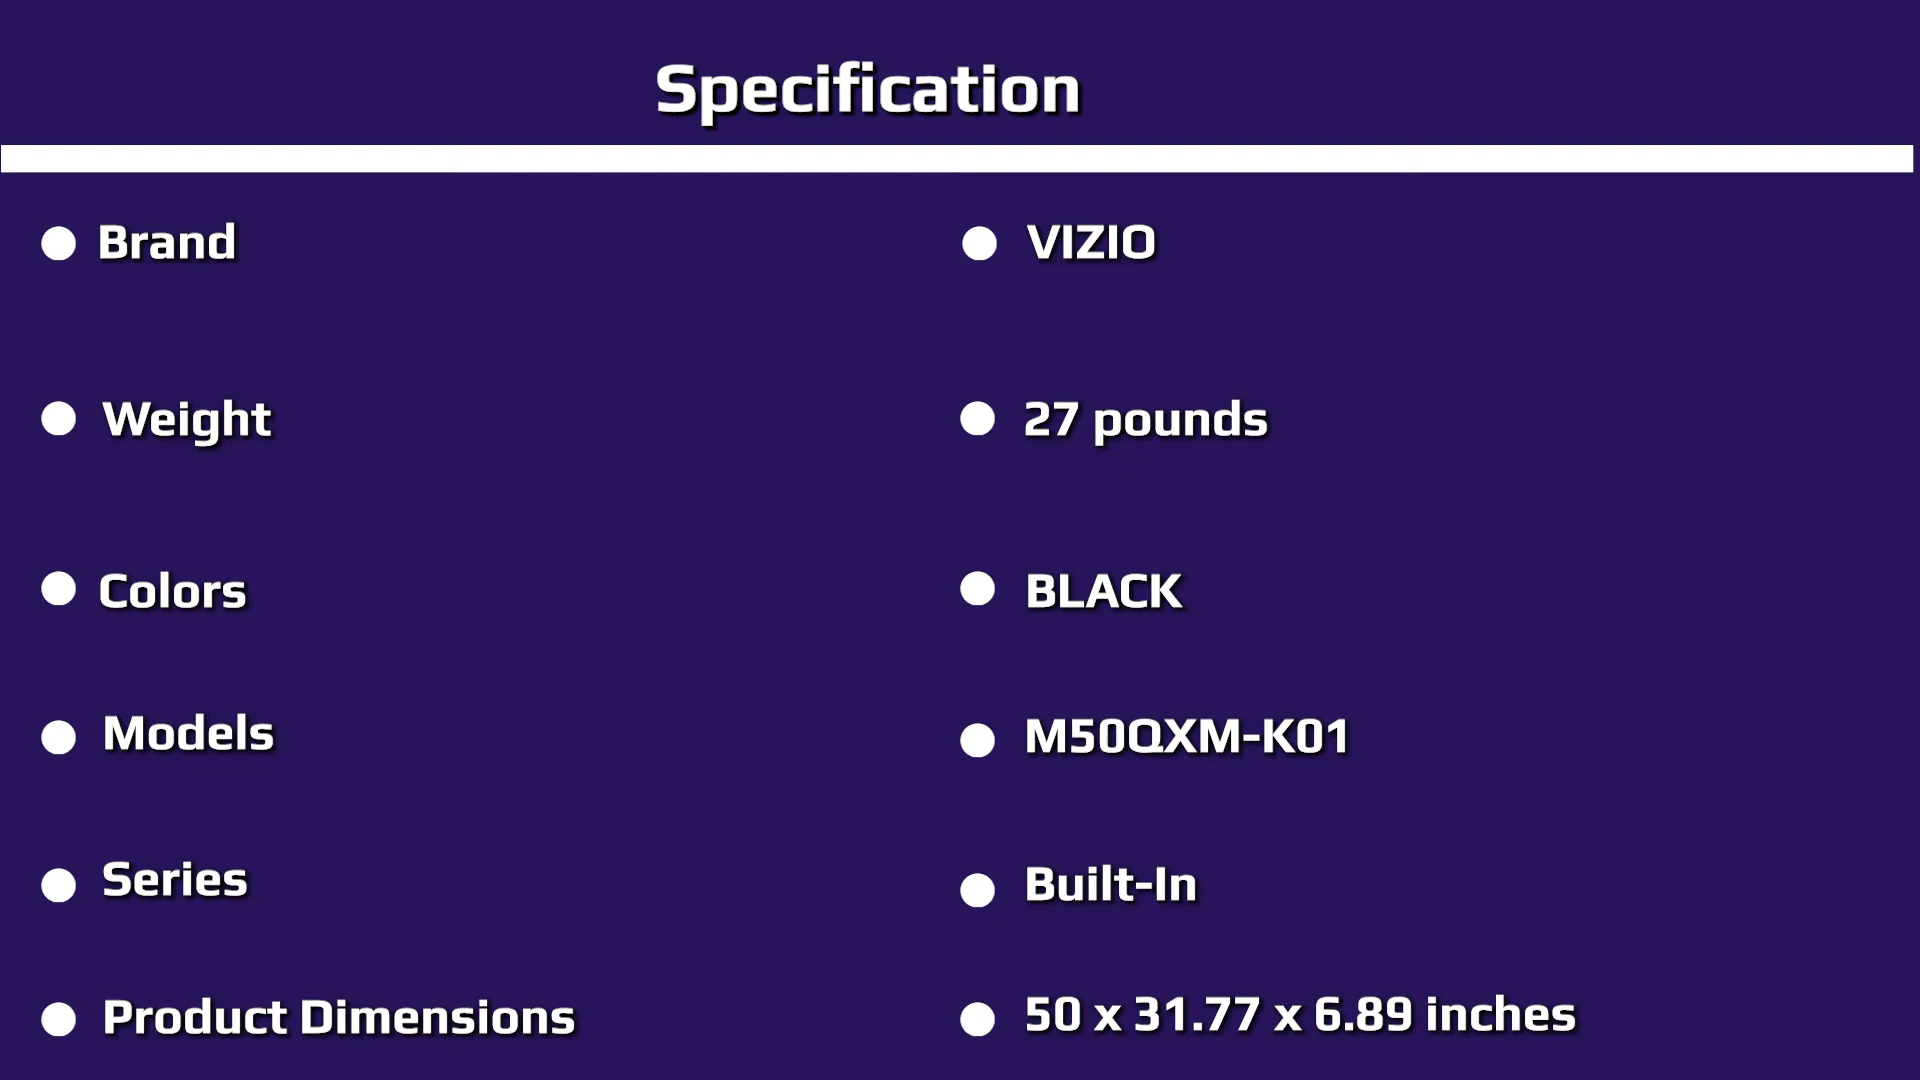 Specification
Brand
VIZIO
Weight
27 pounds
Colors
BLACK
Models
M50QXM-K01
Series
Built-In
Product Dimensions
50 x 31.77 x 6.89 inches